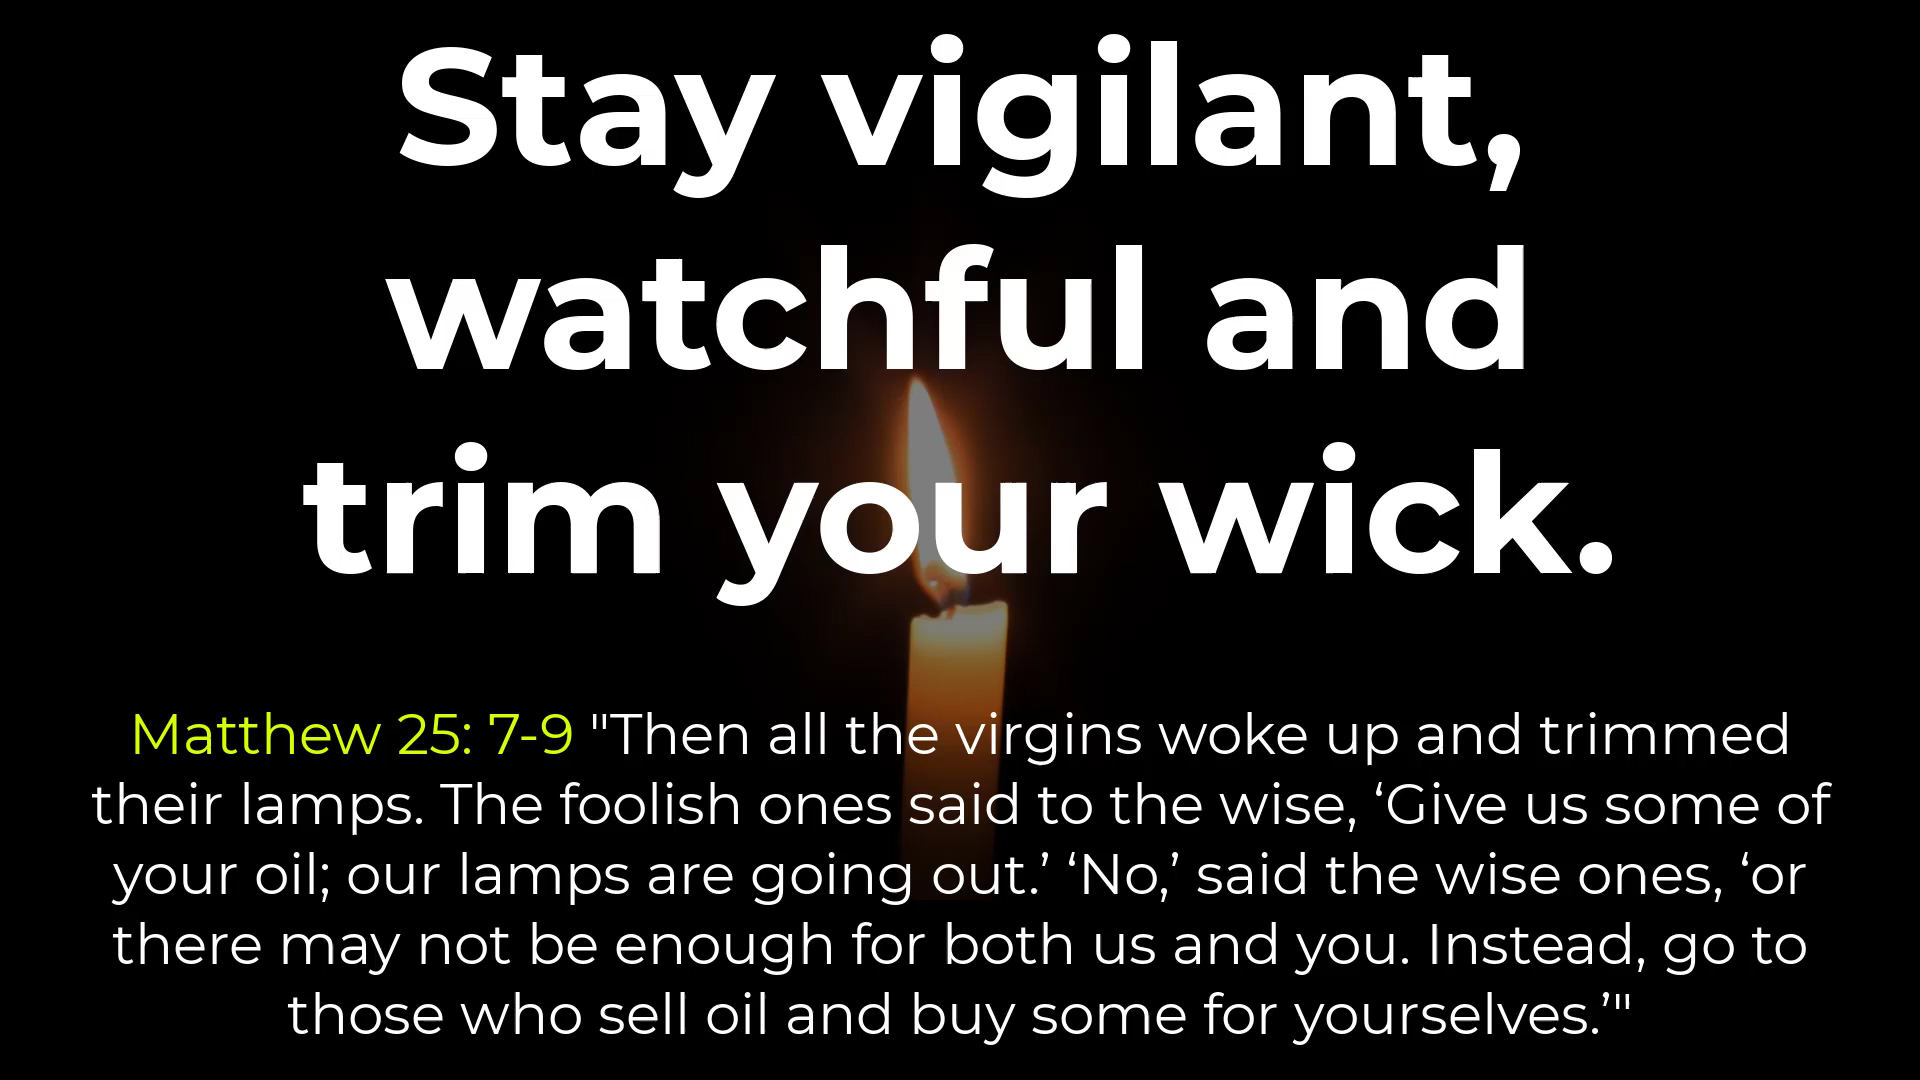 Stay vigilant,
watchful and
trim your wick.
Matthew 25: 7-9 "Then all the virgins woke up and trimmed
their lamps. The foolish ones said to the wise, ‘Give us some of
your oil; our lamps are going out.’ ‘No,’ said the wise ones, ‘or
there may not be enough for both us and you. Instead, go to
those who sell oil and buy some for yourselves.’"